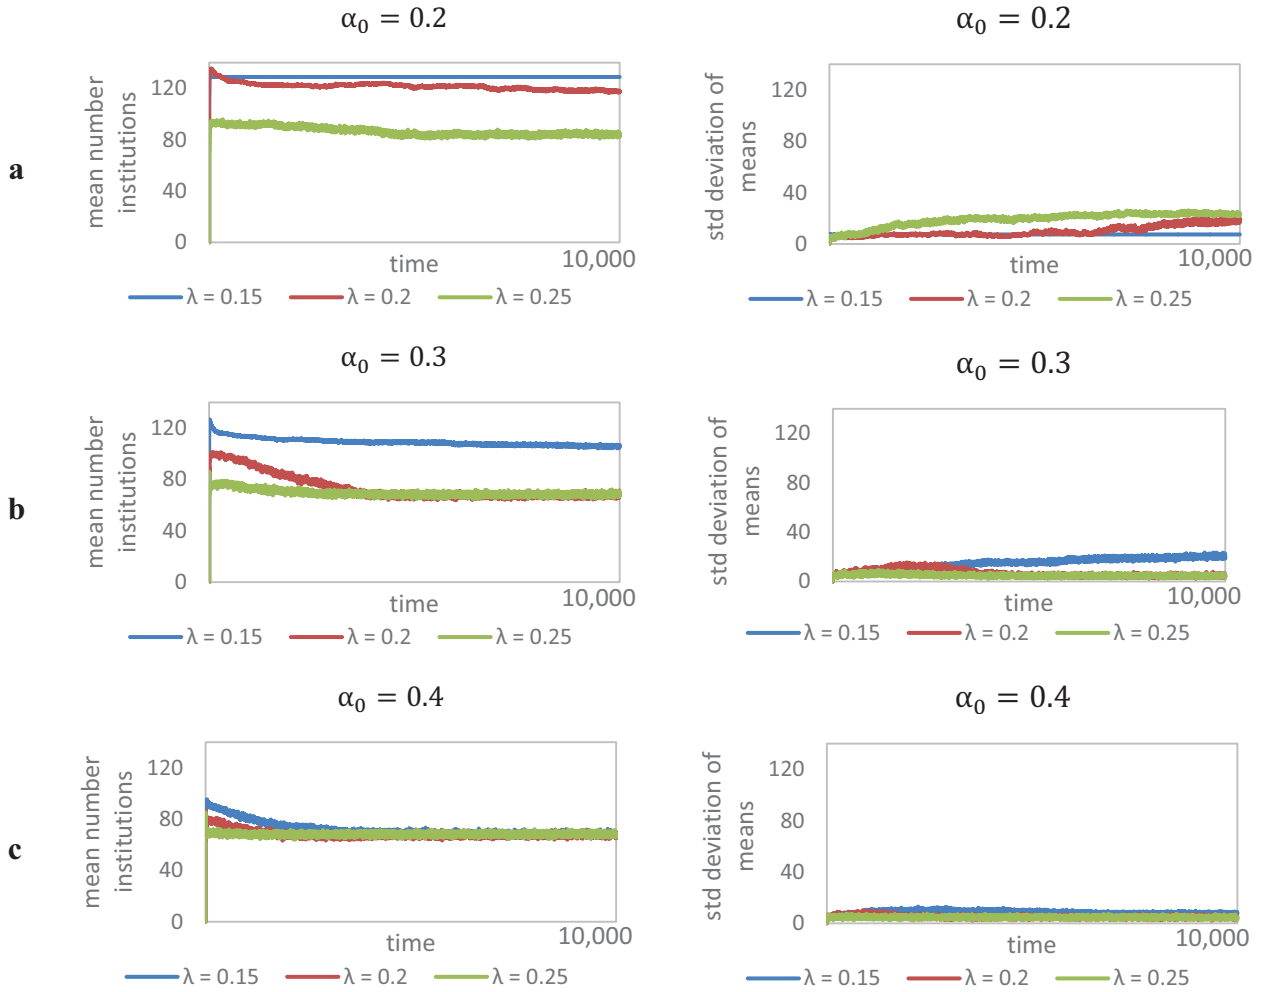 α₀ = 0.2
α₀ = 0.2
a
mean number
institutions
120
80
40
0
time
10,000
λ = 0.15
λ = 0.2
λ = 0.25
std deviation of
means
120
80
40
0
time
10,000
λ = 0.15
λ = 0.2
λ = 0.25
α₀ = 0.3
α₀ = 0.3
b
mean number
institutions
120
80
40
0
time
10,000
λ = 0.15
λ = 0.2
λ = 0.25
std deviation of
means
120
80
40
0
time
10,000
λ = 0.15
λ = 0.2
λ = 0.25
α₀ = 0.4
α₀ = 0.4
c
mean number
institutions
120
80
40
0
time
10,000
λ = 0.15
λ = 0.2
λ = 0.25
std deviation of
means
120
80
40
0
time
10,000
λ = 0.15
λ = 0.2
λ = 0.25